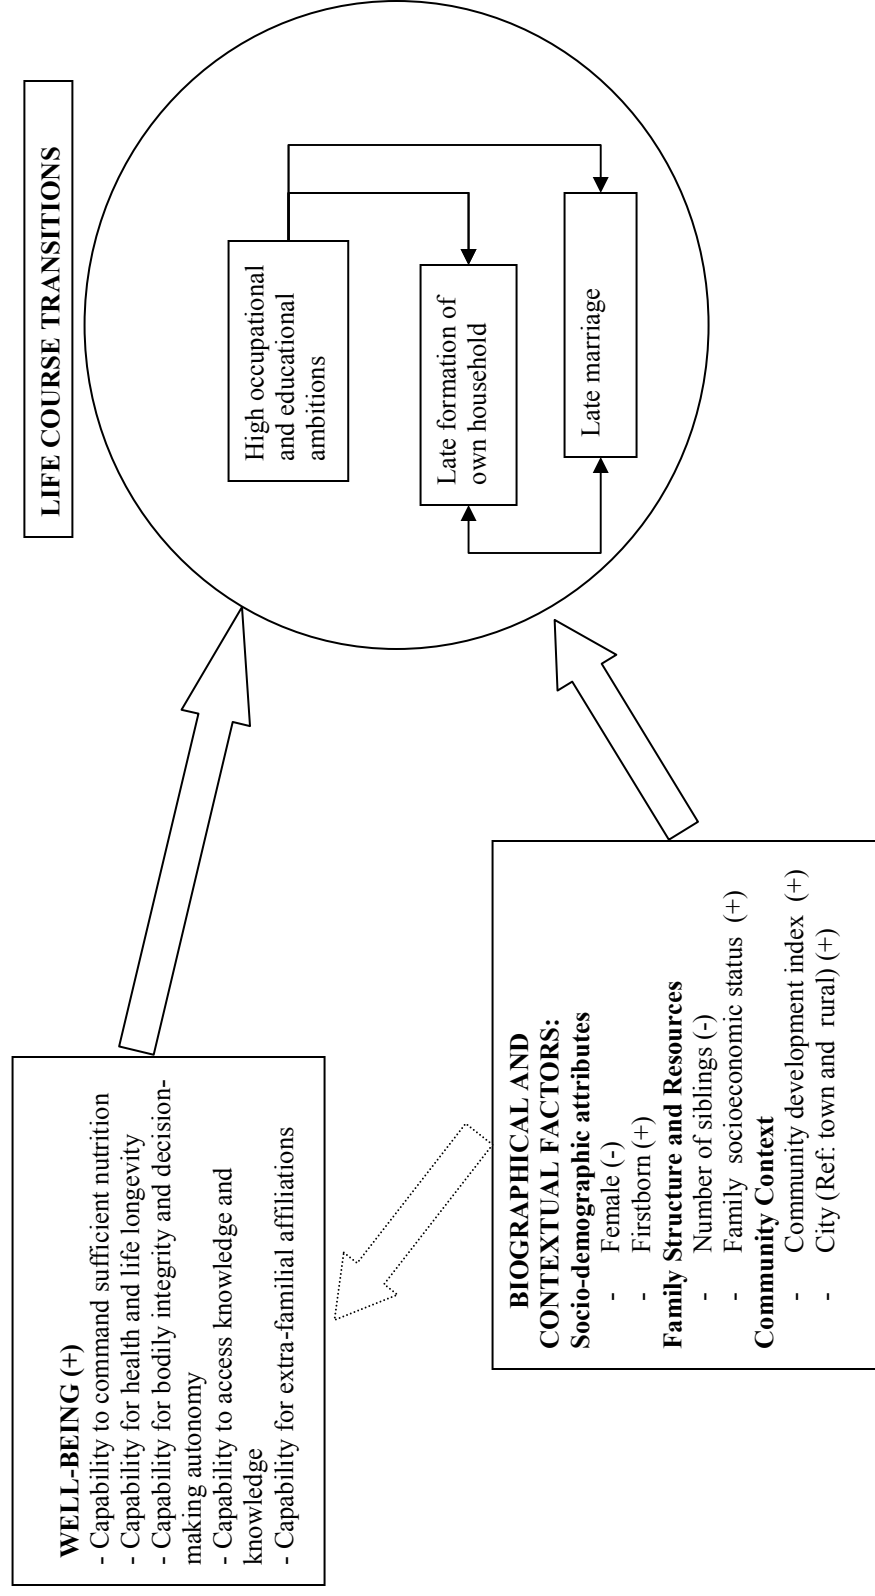 LIFE COURSE TRANSITIONS
WELL-BEING (+)
- Capability to command sufficient nutrition
- Capability for health and life longevity
- Capability for bodily integrity and decision-
making autonomy
- Capability to access knowledge and
knowledge
- Capability for extra-familial affiliations
High occupational
and educational
ambitions
Late formation of
own household
Late marriage
BIOGRAPHICAL AND
CONTEXTUAL FACTORS:
Socio-demographic attributes
- Female (-)
- Firstborn (+)
Family Structure and Resources
- Number of siblings (-)
- Family socioeconomic status (+)
Community Context
- Community development index (+)
- City (Ref: town and rural) (+)